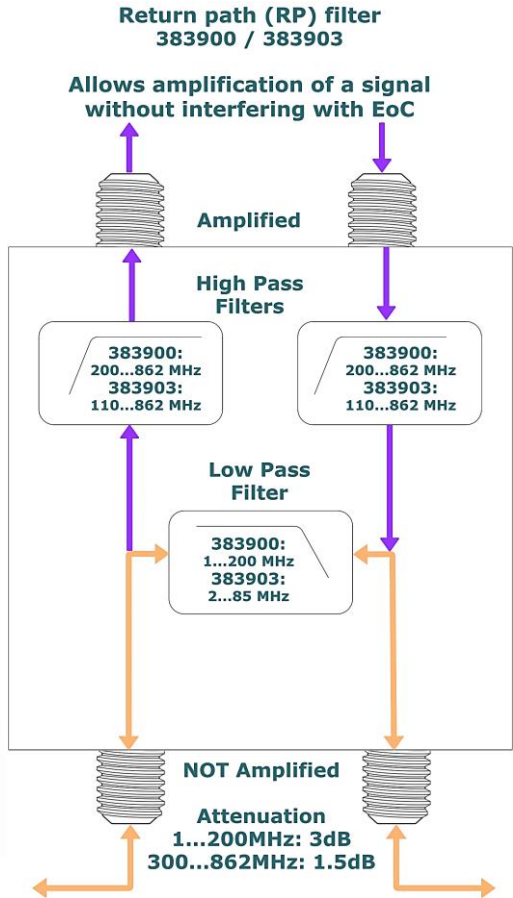 Return path (RP) filter
383900 / 383903
Allows amplification of a signal
without interfering with EoC
Amplified
High Pass
Filters
383900:
200...862 MHz
383903:
110...862 MHz
383900:
200...862 MHz
383903:
110...862 MHz
Low Pass
Filter
383900:
1...200 MHz
383903:
2...85 MHz
NOT Amplified
Attenuation
1...200MHz: 3dB
300...862MHz: 1.5dB